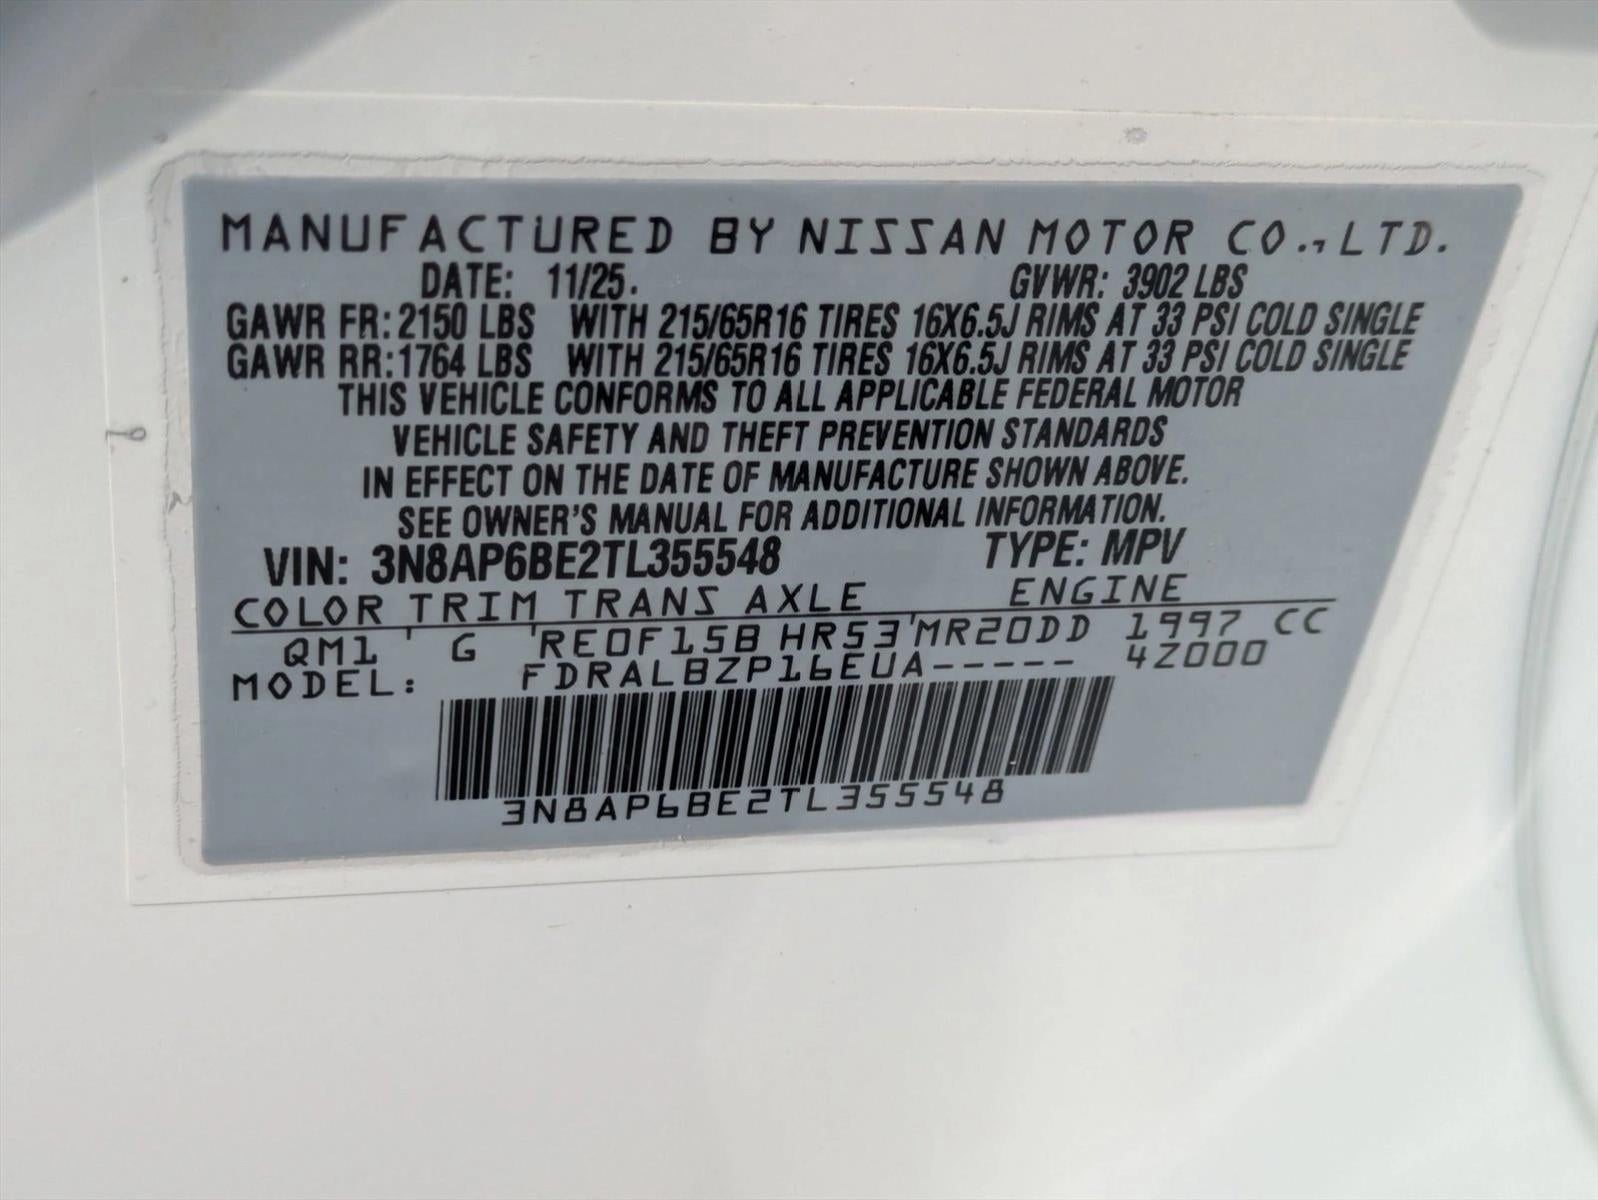 MANUFACTURED BY NISSAN MOTOR CO., LTD.
DATE: 11/25. GVWR: 3902 LBS
GAWR FR: 2150 LBS WITH 215/65R16 TIRES 16X6.5J RIMS AT 33 PSI COLD SINGLE
GAWR RR: 1764 LBS WITH 215/65R16 TIRES 16X6.5J RIMS AT 33 PSI COLD SINGLE
THIS VEHICLE CONFORMS TO ALL APPLICABLE FEDERAL MOTOR
VEHICLE SAFETY AND THEFT PREVENTION STANDARDS
IN EFFECT ON THE DATE OF MANUFACTURE SHOWN ABOVE.
SEE OWNER'S MANUAL FOR ADDITIONAL INFORMATION.
VIN: 3N8AP6BE2TL355548 TYPE: MPV
COLOR TRIM TRANS AXLE ENGINE
QM1 G RE0F15B HR53 MR20DD 1997 CC
MODEL: FDRALBZP16EUA----- 4Z000
3N8AP6BE2TL355548